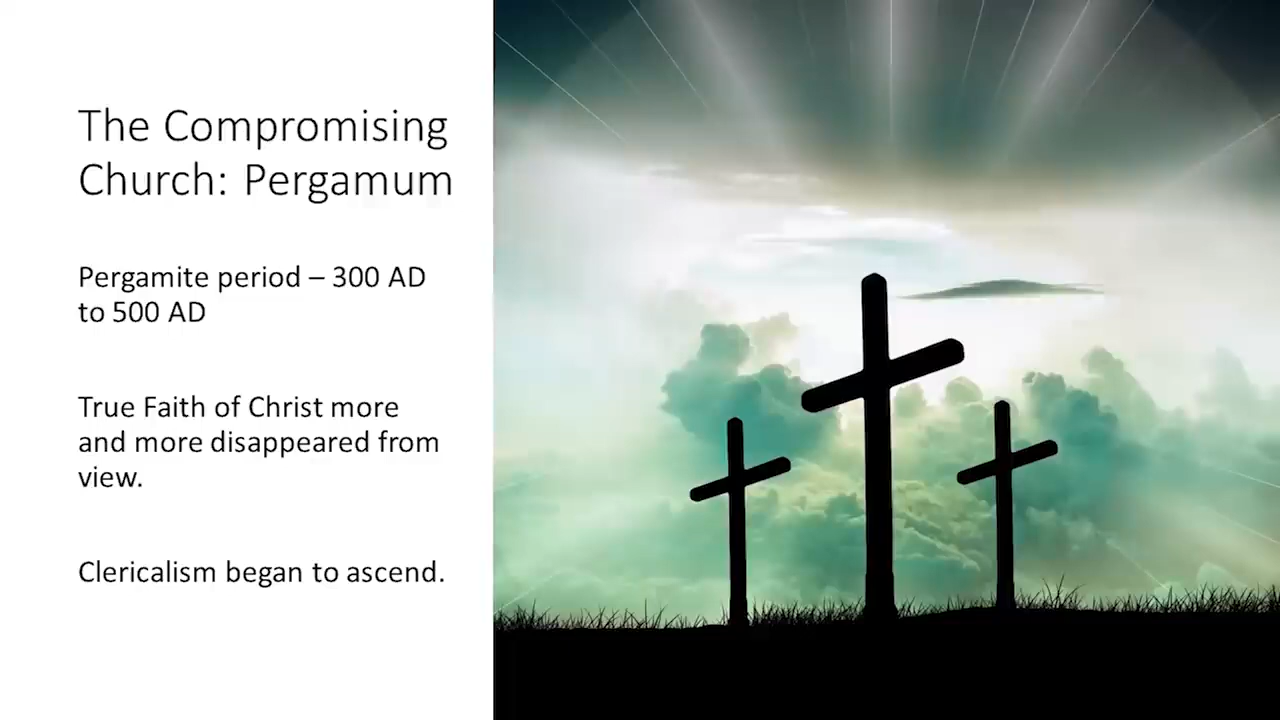 The Compromising
Church: Pergamum
Pergamite period – 300 AD
to 500 AD
True Faith of Christ more
and more disappeared from
view.
Clericalism began to ascend.